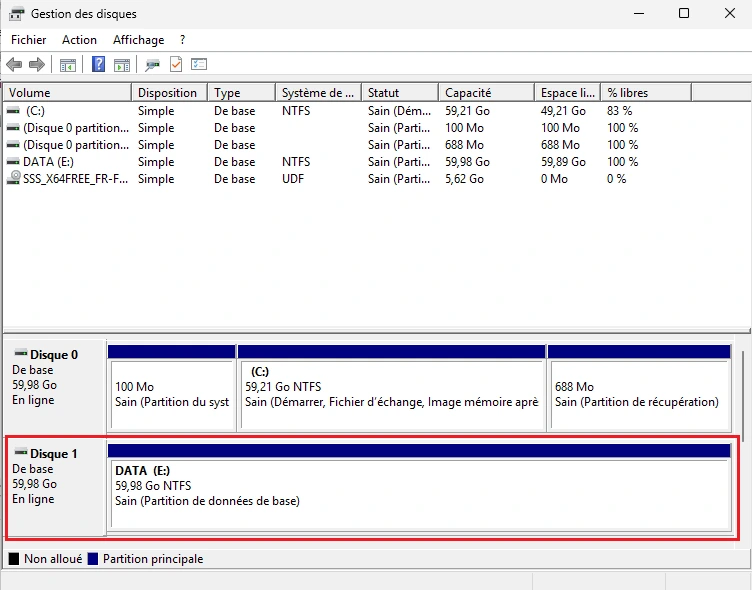 Gestion des disques
Fichier Action Affichage ?
Volume Disposition Type Système de ... Statut Capacité Espace li... % libres
(C:) Simple De base NTFS Sain (Dém... 59,21 Go 49,21 Go 83 %
(Disque 0 partition... Simple De base Sain (Parti... 100 Mo 100 Mo 100 %
(Disque 0 partition... Simple De base Sain (Parti... 688 Mo 688 Mo 100 %
DATA (E:) Simple De base NTFS Sain (Parti... 59,98 Go 59,89 Go 100 %
SSS_X64FREE_FR-F... Simple De base UDF Sain (Parti... 5,62 Go 0 Mo 0 %
Disque 0
De base
59,98 Go
En ligne
100 Mo
Sain (Partition du syst
(C:)
59,21 Go NTFS
Sain (Démarrer, Fichier d'échange, Image mémoire aprè
688 Mo
Sain (Partition de récupération)
Disque 1
De base
59,98 Go
En ligne
DATA (E:)
59,98 Go NTFS
Sain (Partition de données de base)
Non alloué Partition principale